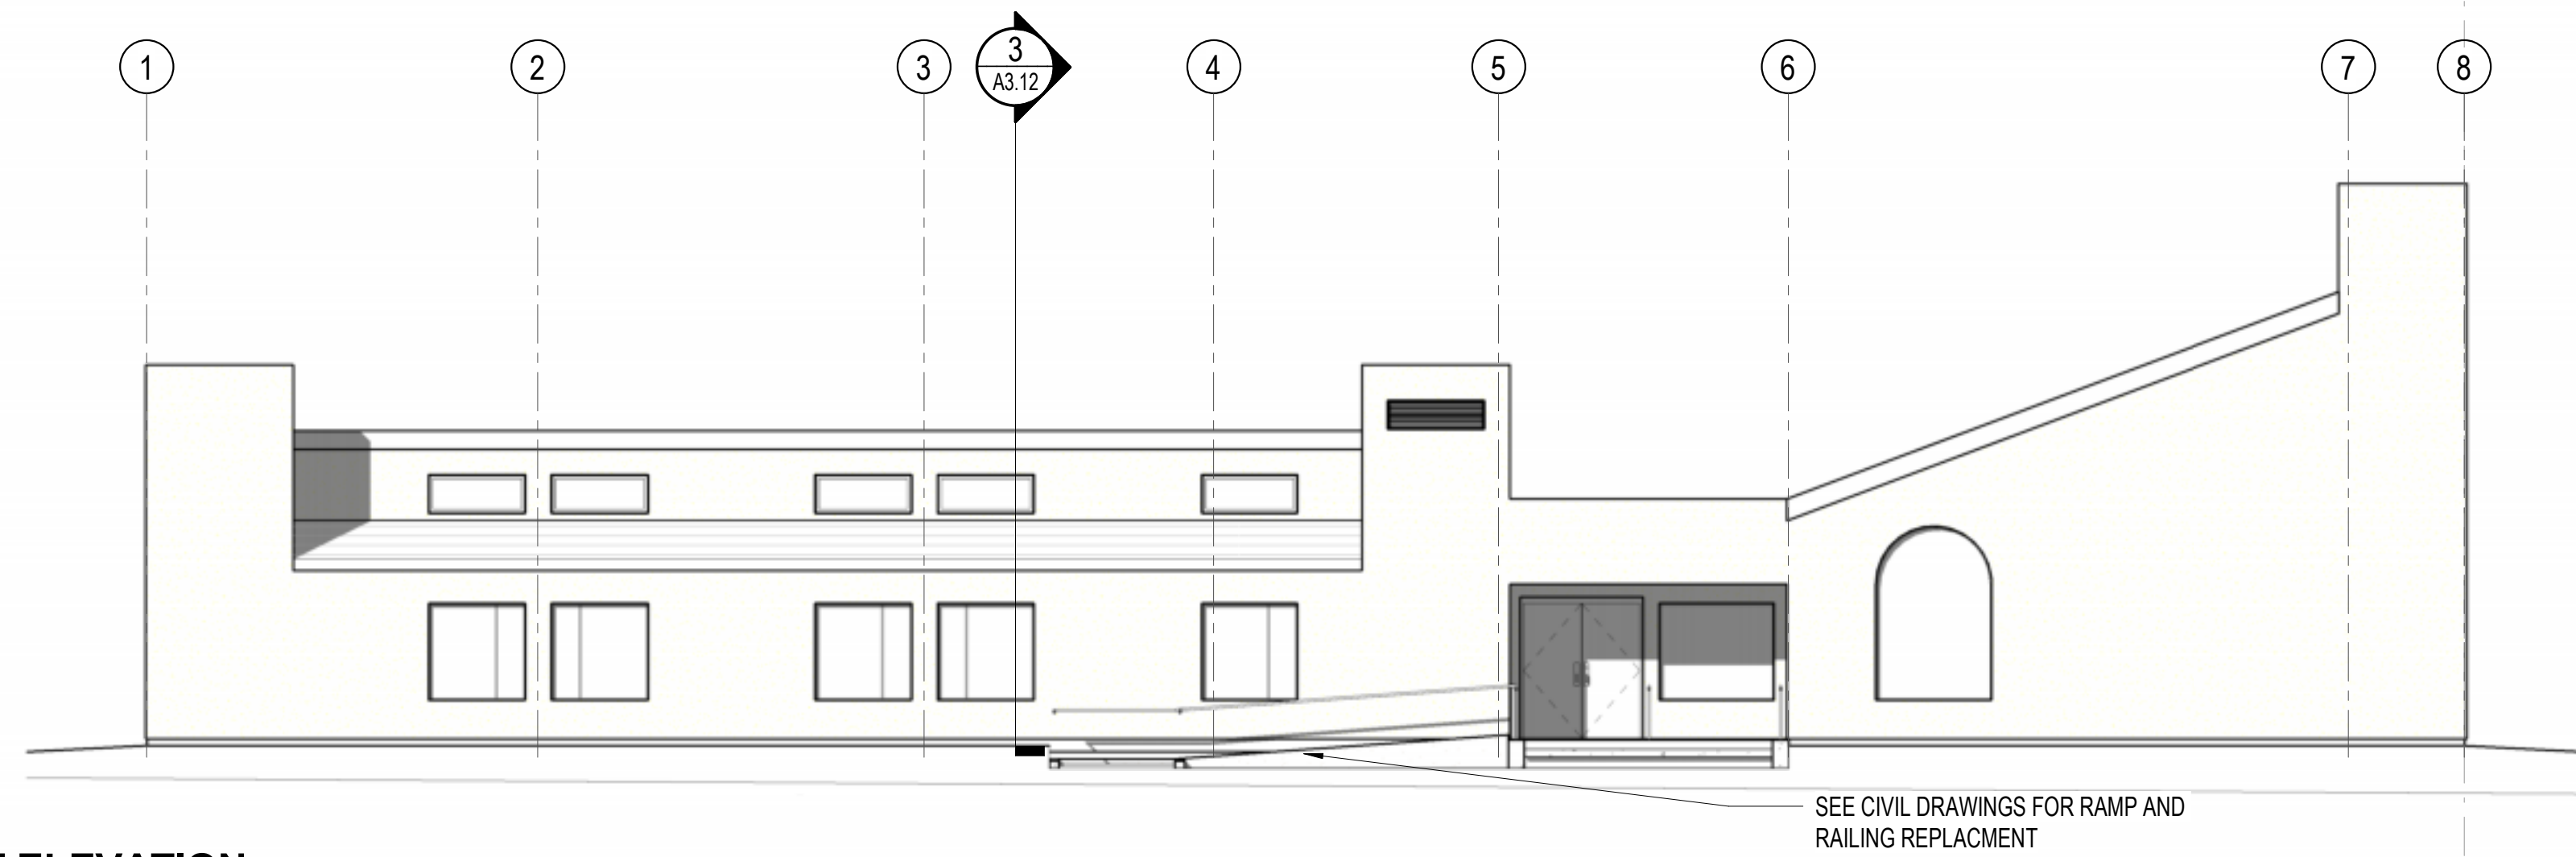 1
2
3
3
A3.12
4
5
6
7
8
SEE CIVIL DRAWINGS FOR RAMP AND
RAILING REPLACMENT
ELEVATION